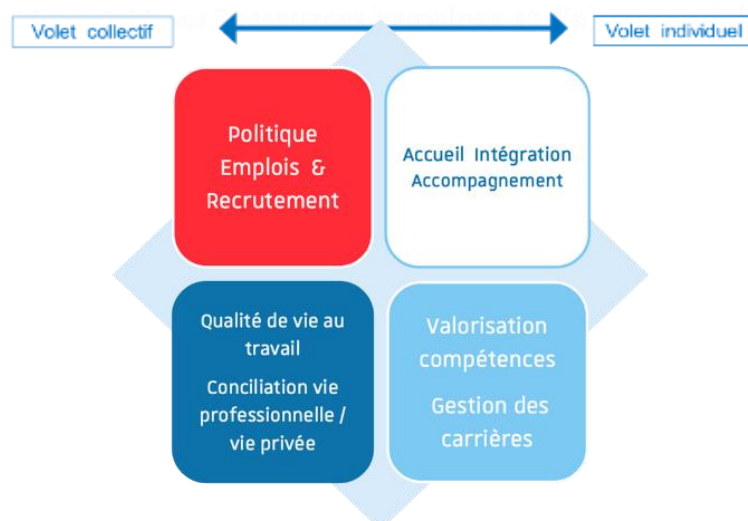 Volet collectif
Volet individuel
Politique
Emplois &
Recrutement
Accueil Intégration
Accompagnement
Qualité de vie au
travail
Conciliation vie
professionnelle /
vie privée
Valorisation
compétences
Gestion des
carrières